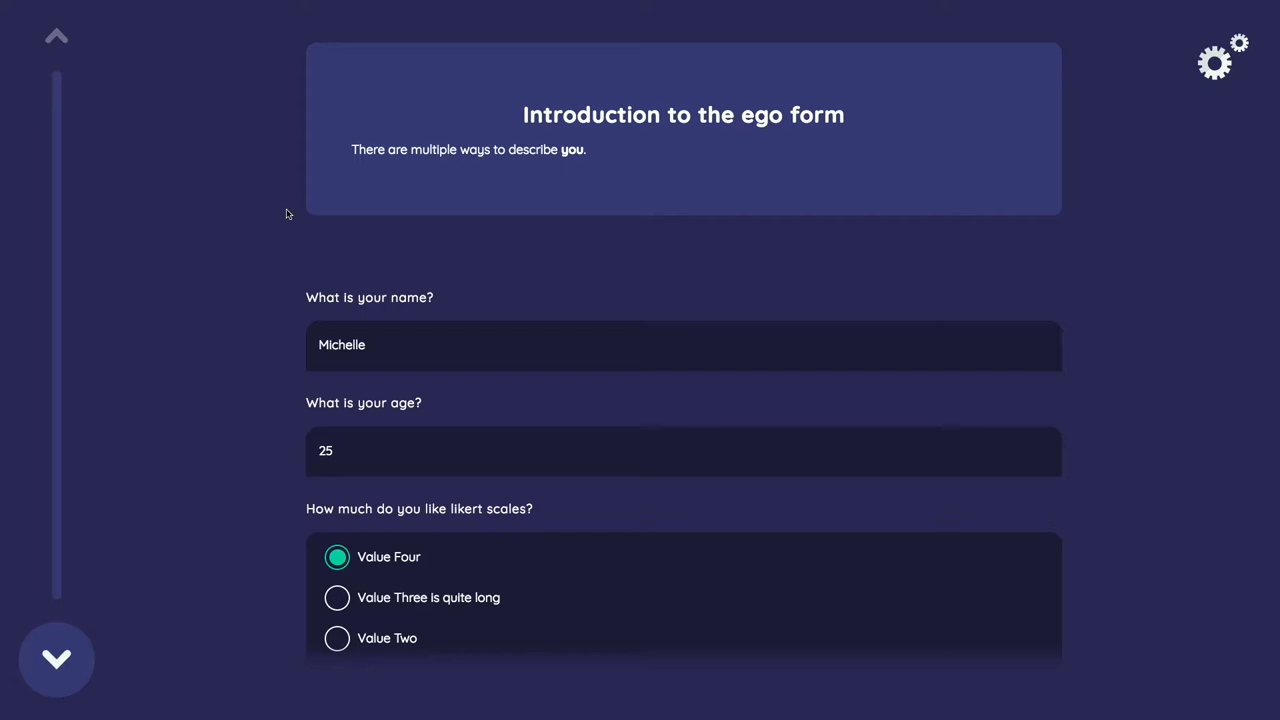 Introduction to the ego form
There are multiple ways to describe you.
What is your name?
Michelle
What is your age?
25
How much do you like likert scales?
Value Four
Value Three is quite long
Value Two